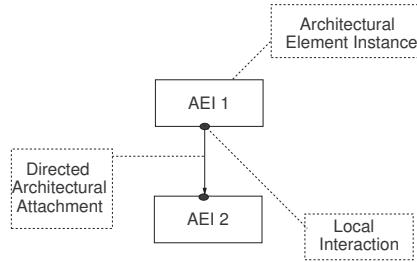 Architectural
Element Instance
AEI 1
Directed
Architectural
Attachment
AEI 2
Local
Interaction